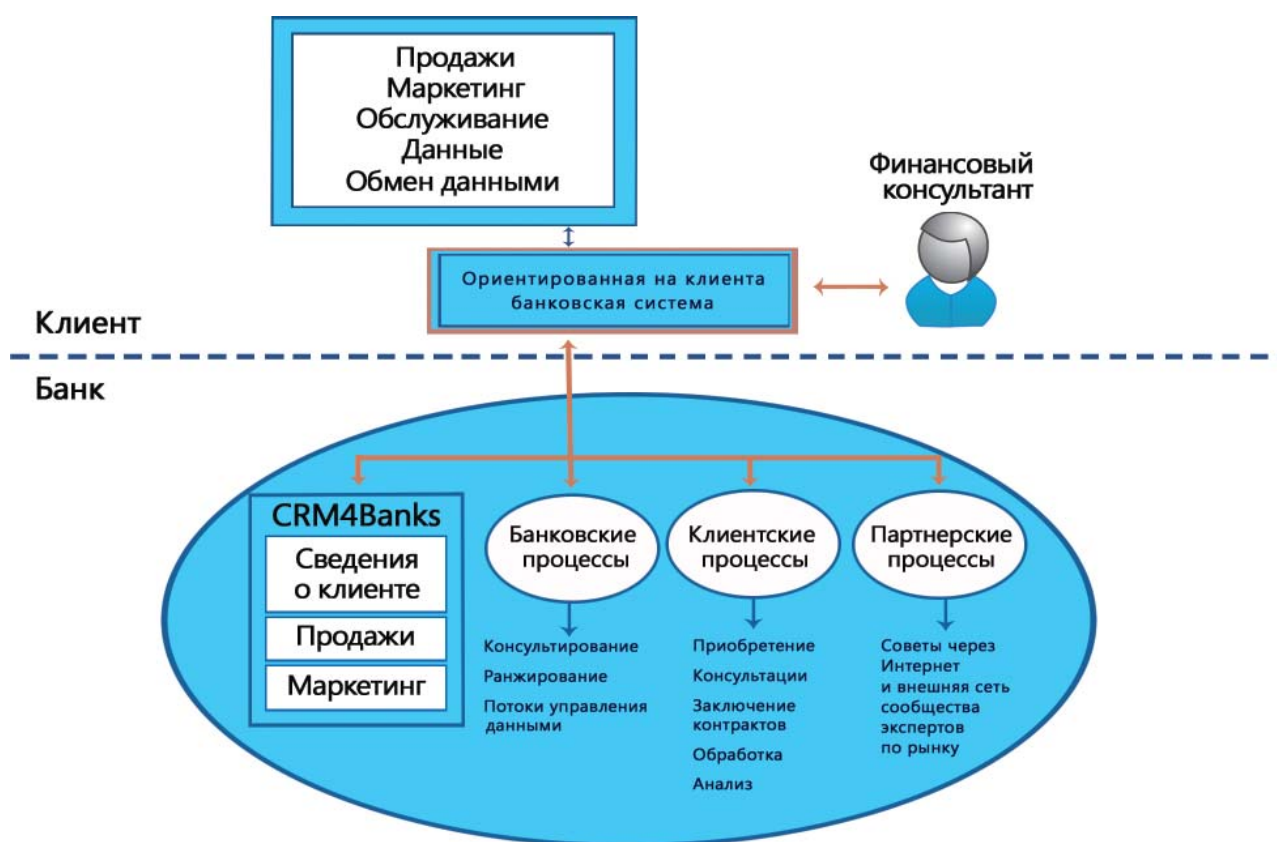 Продажи
Маркетинг
Обслуживание
Данные
Обмен данными
Финансовый
консультант
Ориентированная на клиента
банковская система
Клиент
Банк
CRM4Banks
Сведения
о клиенте
Продажи
Маркетинг
Банковские
процессы
Консультирование
Ранжирование
Потоки управления
данными
Клиентские
процессы
Приобретение
Консультации
Заключение
контрактов
Обработка
Анализ
Партнерские
процессы
Советы через
Интернет
и внешняя сеть
сообщества
экспертов
по рынку